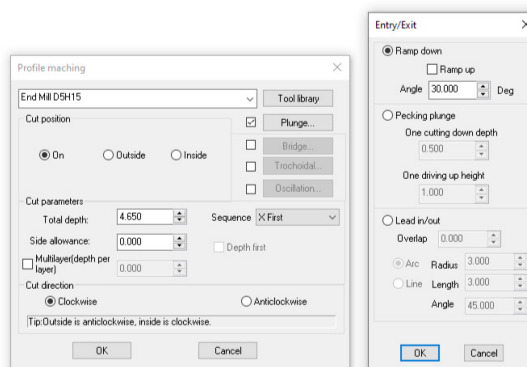 Profile maching
End Mill D5H15
Tool library
Cut position
Plunge...
On
Outside
Inside
Bridge...
Trochoidal...
Oscillation...
Cut parameters
Total depth:
4.650
Sequence
X First
Side allowance:
0.000
Depth first
Multilayer(depth per
layer)
0.000
Cut direction
Clockwise
Anticlockwise
Tip:Outside is anticlockwise, inside is clockwise.
OK
Cancel
Entry/Exit
Ramp down
Ramp up
Angle
30.000
Deg
Pecking plunge
One cutting down depth
0.500
One driving up height
1.000
Lead in/out
Overlap
0.000
Arc
Radius
3.000
Line
Length
3.000
Angle
45.000
OK
Cancel